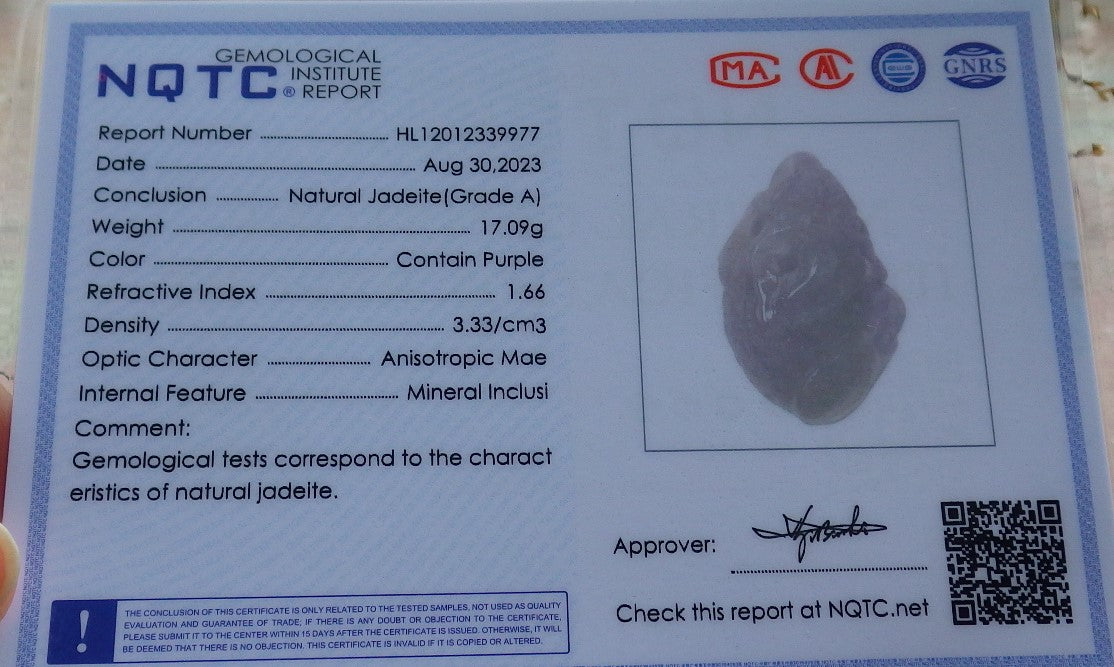 GEMOLOGICAL
NQTC® INSTITUTE
REPORT
MA
GNRS
Report Number HL12012339977
Date Aug 30,2023
Conclusion Natural Jadeite(Grade A)
Weight 17.09g
Color Contain Purple
Refractive Index 1.66
Density 3.33/cm3
Optic Character Anisotropic Mae
Internal Feature Mineral Inclusi
Comment:
Gemological tests correspond to the charact
eristics of natural jadeite.
Approver:
Check this report at NQTC.net
! THE CONCLUSION OF THIS CERTIFICATE IS ONLY RELATED TO THE TESTED SAMPLES, NOT USED AS QUALITY
EVALUATION AND GUARANTEE OF TRADE; IF THERE IS ANY DOUBT OR OBJECTION TO THE CERTIFICATE,
PLEASE SUBMIT IT TO THE CENTER WITHIN 15 DAYS AFTER THE CERTIFICATE IS ISSUED. OTHERWISE, IT WILL
BE DEEMED THAT THERE IS NO OBJECTION. THIS CERTIFICATE IS INVALID IF IT IS COPIED OR ALTERED.